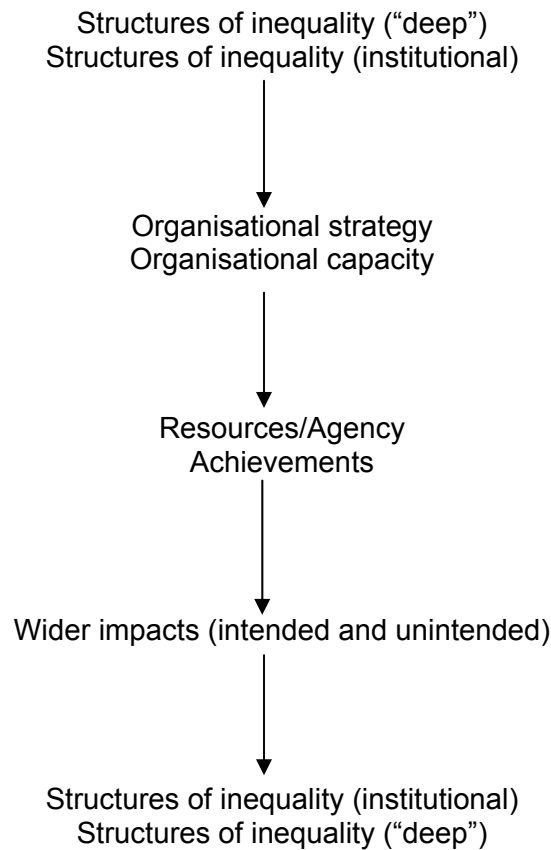 Structures of inequality (“deep”)
Structures of inequality (institutional)
Organisational strategy
Organisational capacity
Resources/Agency
Achievements
Wider impacts (intended and unintended)
Structures of inequality (institutional)
Structures of inequality (“deep”)